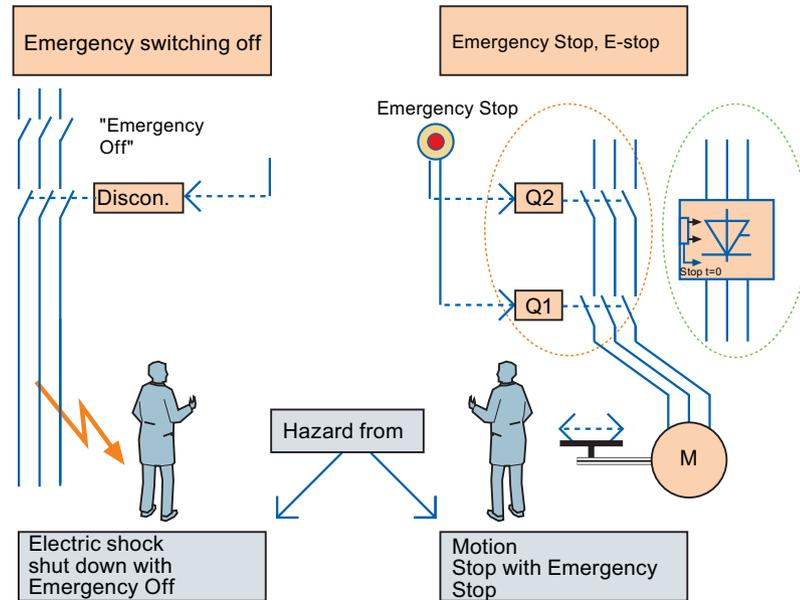 Emergency switching off
Emergency Stop, E-stop
"Emergency
Off"
Emergency Stop
Discon.
Q2
Stop t=0
Q1
Hazard from
M
Electric shock
shut down with
Emergency Off
Motion
Stop with Emergency
Stop